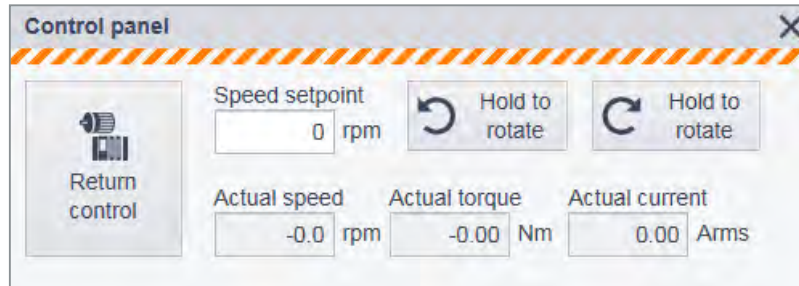 Control panel
Speed setpoint
0 rpm
Hold to
rotate
Hold to
rotate
Return
control
Actual speed
-0.0 rpm
Actual torque
-0.00 Nm
Actual current
0.00 Arms